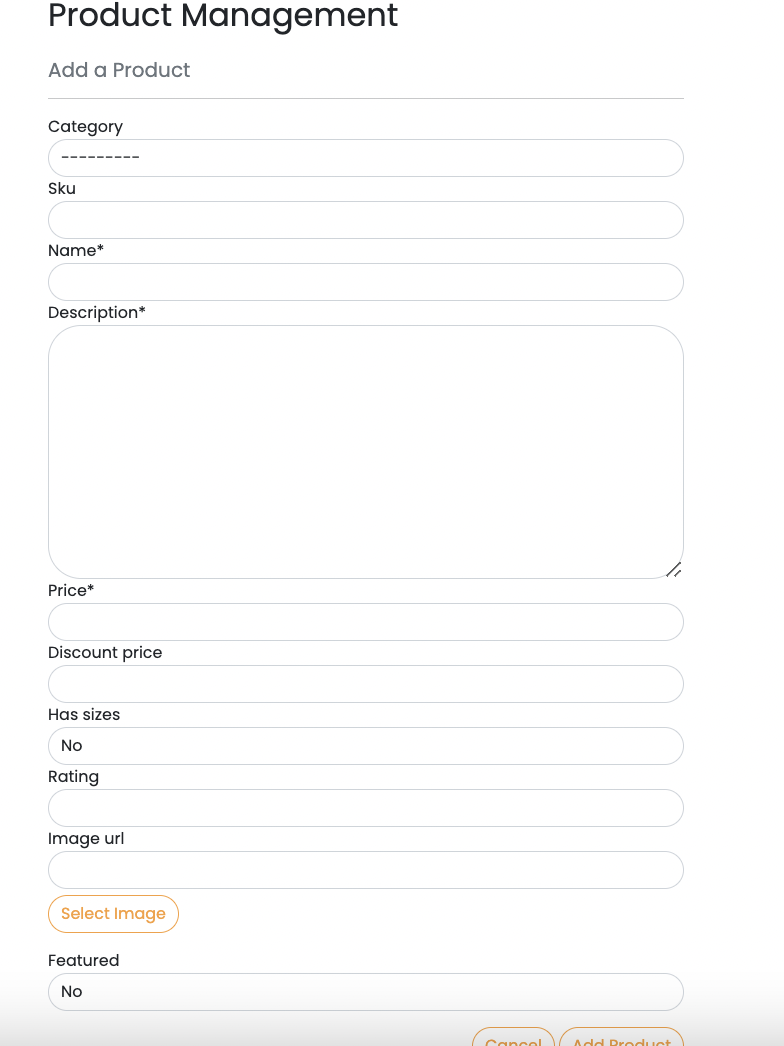 Product Management
Add a Product
Category
---------
Sku
Name*
Description*
Price*
Discount price
Has sizes
No
Rating
Image url
Select Image
Featured
No
Cancel Add Product